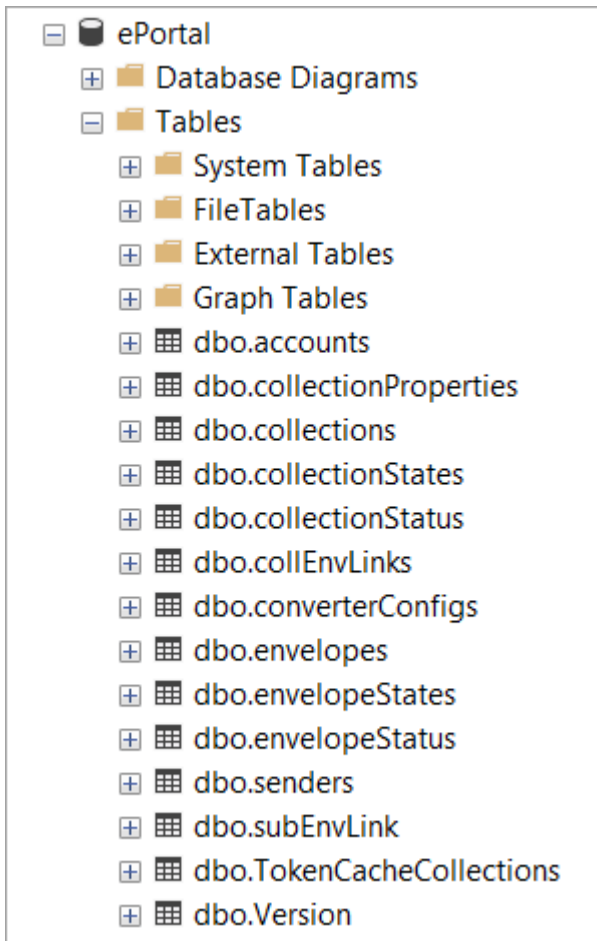 ePortal
Database Diagrams
Tables
System Tables
FileTables
External Tables
Graph Tables
dbo.accounts
dbo.collectionProperties
dbo.collections
dbo.collectionStates
dbo.collectionStatus
dbo.collEnvLinks
dbo.converterConfigs
dbo.envelopes
dbo.envelopeStates
dbo.envelopeStatus
dbo.senders
dbo.subEnvLink
dbo.TokenCacheCollections
dbo.Version